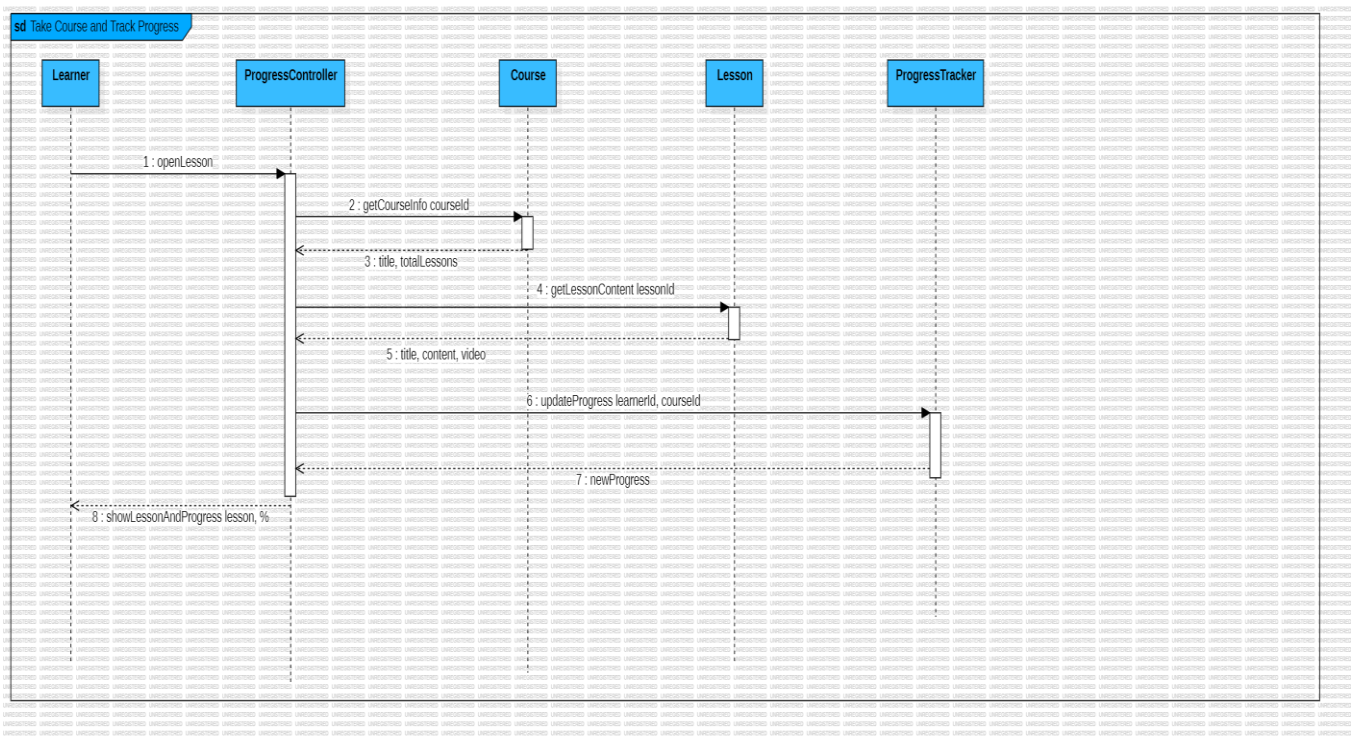 sd Take Course and Track Progress
Learner
ProgressController
Course
Lesson
ProgressTracker
1 : openLesson
2 : getCourseInfo courseId
3 : title, totalLessons
4 : getLessonContent lessonId
5 : title, content, video
6 : updateProgress learnerId, courseId
7 : newProgress
8 : showLessonAndProgress lesson, %
UNREGISTERED